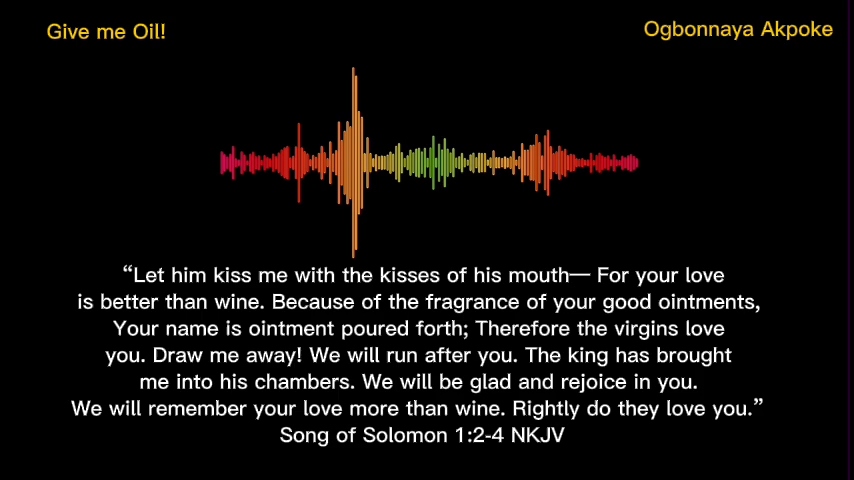 Give me Oil!
Ogbonnaya Akpoke
“Let him kiss me with the kisses of his mouth— For your love
is better than wine. Because of the fragrance of your good ointments,
Your name is ointment poured forth; Therefore the virgins love
you. Draw me away! We will run after you. The king has brought
me into his chambers. We will be glad and rejoice in you.
We will remember your love more than wine. Rightly do they love you.”
Song of Solomon 1:2-4 NKJV